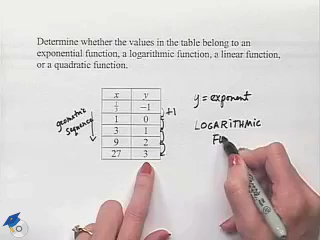 Determine whether the values in the table belong to an
exponential function, a logarithmic function, a linear function,
or a quadratic function.
x y
1/3 −1
1 0
3 1
9 2
27 3
+1
geometric
sequence
y = exponent
LOGARITHMIC
Fu